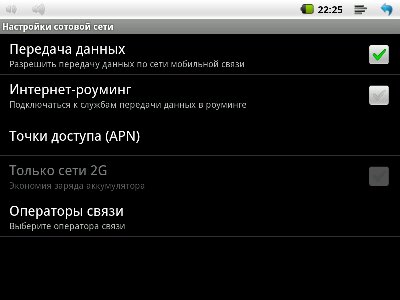 22:25
Настройки сотовой сети
Передача данных
Разрешить передачу данных по сети мобильной связи
Интернет-роуминг
Подключаться к службам передачи данных в роуминге
Точки доступа (APN)
Только сети 2G
Экономия заряда аккумулятора
Операторы связи
Выберите оператора связи